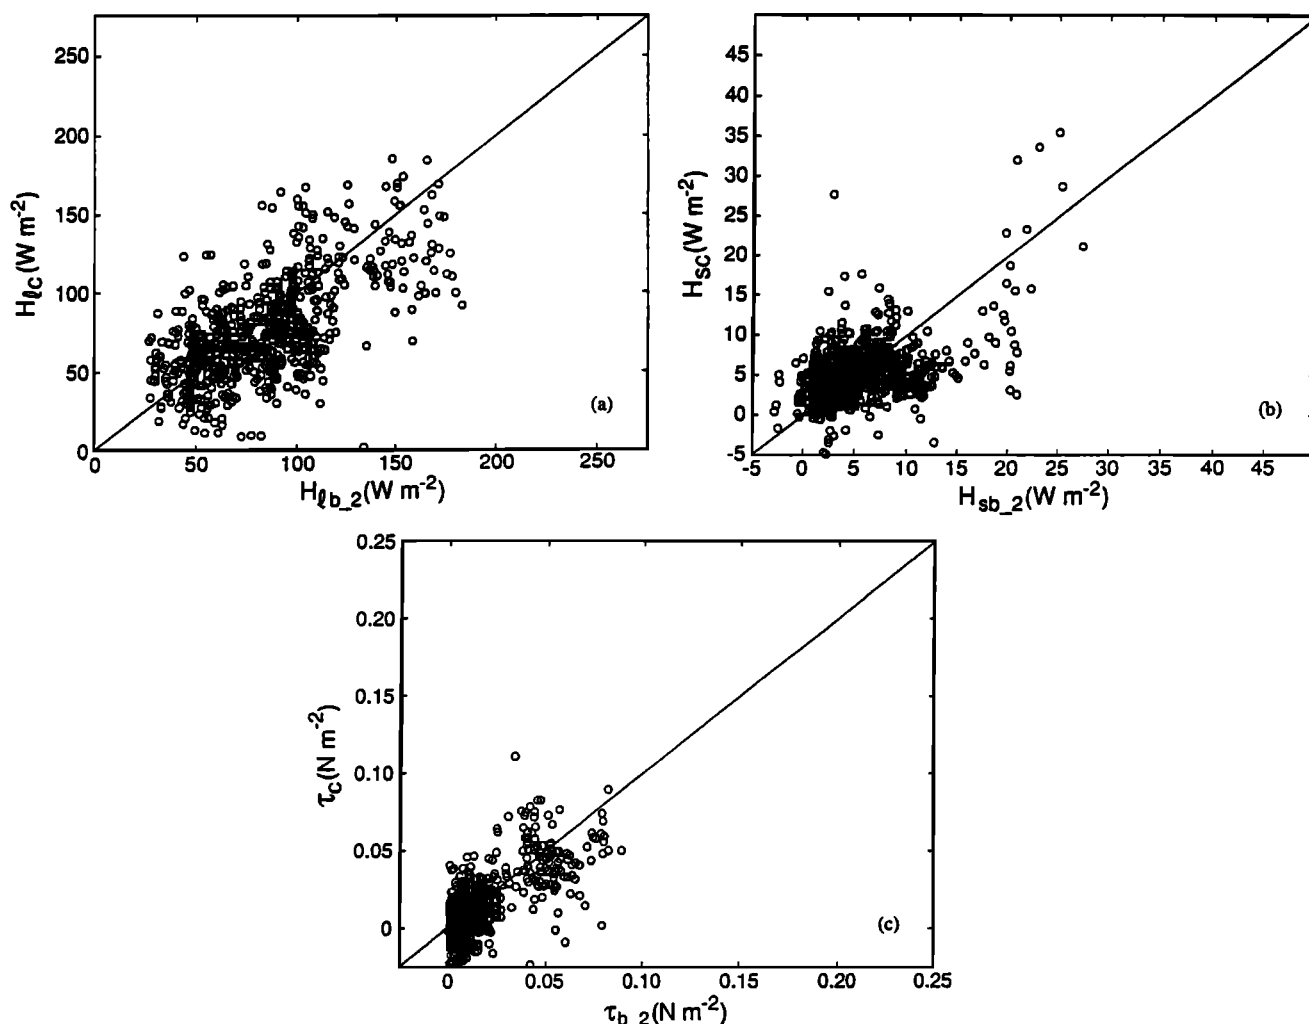 250
200
150
100
50
0
HℓC(W m-2)
(a)
0 50 100 150 200 250
Hℓb_2(W m-2)
45
40
35
30
25
20
15
10
5
0
-5
HSC(W m-2)
(b)
-5 0 5 10 15 20 25 30 35 40 45
Hsb_2(W m-2)
0.25
0.20
0.15
0.10
0.05
0
τC(N m-2)
(c)
0 0.05 0.10 0.15 0.20 0.25
τb_2(N m-2)